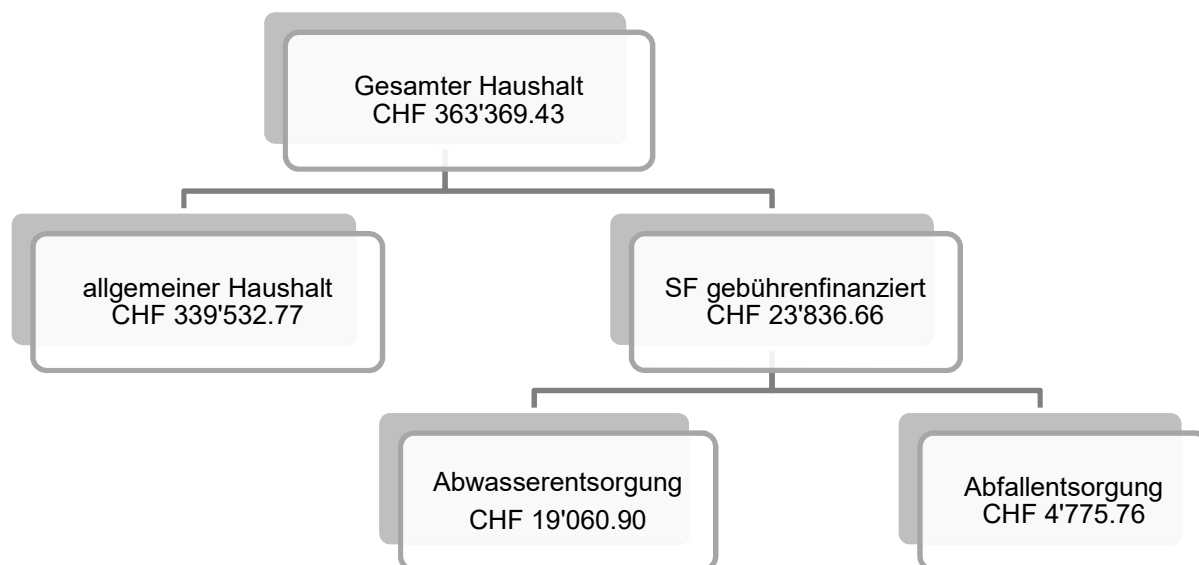 Gesamter Haushalt
CHF 363'369.43
allgemeiner Haushalt
CHF 339'532.77
SF gebührenfinanziert
CHF 23'836.66
Abwasserentsorgung
CHF 19'060.90
Abfallentsorgung
CHF 4'775.76